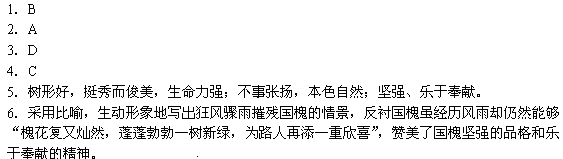 1. B
2. A
3. D
4. C
5. 树形好，挺秀而俊美，生命力强；不事张扬，本色自然；坚强、乐于奉献。
6. 采用比喻，生动形象地写出狂风骤雨摧残国槐的情景，反衬国槐虽经历风雨却仍然能够
“槐花复又灿然，蓬蓬勃勃一树新绿，为路人再添一重欣喜”，赞美了国槐坚强的品格和乐
于奉献的精神。